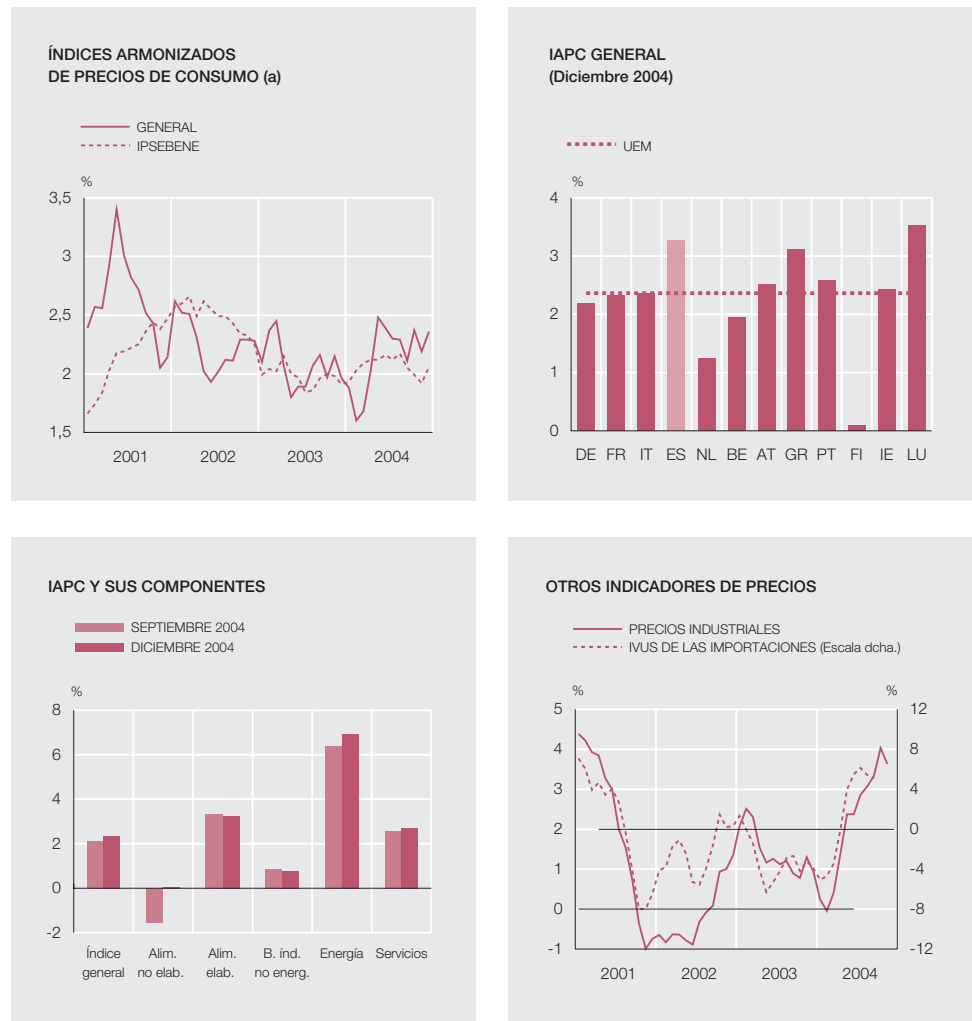 ÍNDICES ARMONIZADOS
DE PRECIOS DE CONSUMO (a)
GENERAL
IPSEBENE
%
3,5
3
2,5
2
1,5
2001 2002 2003 2004
IAPC GENERAL
(Diciembre 2004)
UEM
%
4
3
2
1
0
DE FR IT ES NL BE AT GR PT FI IE LU
IAPC Y SUS COMPONENTES
SEPTIEMBRE 2004
DICIEMBRE 2004
%
8
6
4
2
0
-2
Índice Alim. Alim. B. índ. Energía Servicios
general no elab. elab. no energ.
OTROS INDICADORES DE PRECIOS
PRECIOS INDUSTRIALES
IVUS DE LAS IMPORTACIONES (Escala dcha.)
% %
5 12
4 8
3 4
2 0
1 -4
0 -8
-1 -12
2001 2002 2003 2004